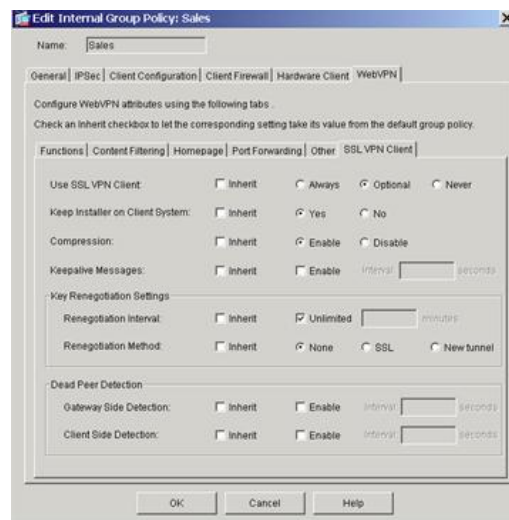 Edit Internal Group Policy: Sales
Name: Sales
General IPSec Client Configuration Client Firewall Hardware Client WebVPN
Configure WebVPN attributes using the following tabs .
Check an Inherit checkbox to let the corresponding setting take its value from the default group policy.
Functions Content Filtering Homepage Port Forwarding Other SSL VPN Client
Use SSL VPN Client: Inherit Always Optional Never
Keep Installer on Client System: Inherit Yes No
Compression: Inherit Enable Disable
Keepalive Messages: Inherit Enable Interval seconds
Key Renegotiation Settings
Renegotiation Interval: Inherit Unlimited minutes
Renegotiation Method: Inherit None SSL New tunnel
Dead Peer Detection
Gateway Side Detection: Inherit Enable Interval seconds
Client Side Detection: Inherit Enable Interval seconds
OK Cancel Help